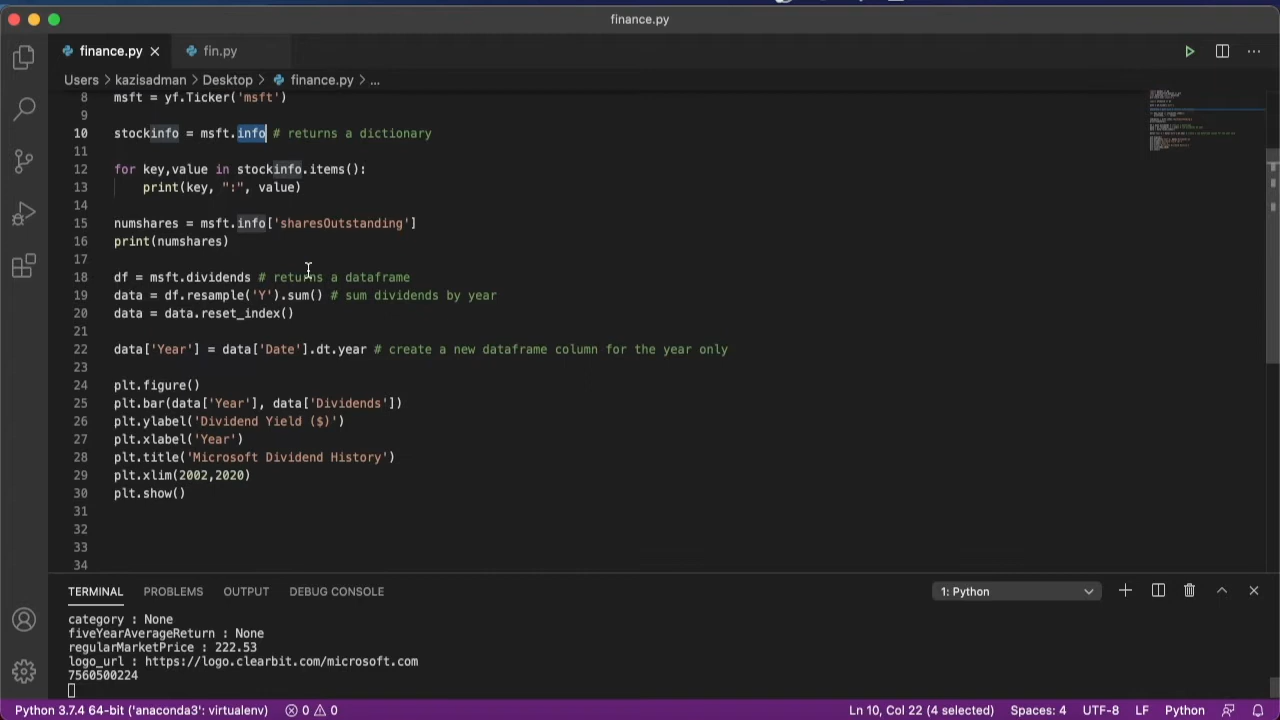 finance.py
finance.py
fin.py
Users > kazisadman > Desktop > finance.py > ...
8 msft = yf.Ticker('msft')
9
10 stockinfo = msft.info # returns a dictionary
11
12 for key,value in stockinfo.items():
13     print(key, ":", value)
14
15 numshares = msft.info['sharesOutstanding']
16 print(numshares)
17
18 df = msft.dividends # returns a dataframe
19 data = df.resample('Y').sum() # sum dividends by year
20 data = data.reset_index()
21
22 data['Year'] = data['Date'].dt.year # create a new dataframe column for the year only
23
24 plt.figure()
25 plt.bar(data['Year'], data['Dividends'])
26 plt.ylabel('Dividend Yield ($)')
27 plt.xlabel('Year')
28 plt.title('Microsoft Dividend History')
29 plt.xlim(2002,2020)
30 plt.show()
31
32
33
34
TERMINAL PROBLEMS OUTPUT DEBUG CONSOLE 1: Python
category : None
fiveYearAverageReturn : None
regularMarketPrice : 222.53
logo_url : https://logo.clearbit.com/microsoft.com
7560500224
Python 3.7.4 64-bit ('anaconda3': virtualenv) 0 0 Ln 10, Col 22 (4 selected) Spaces: 4 UTF-8 LF Python